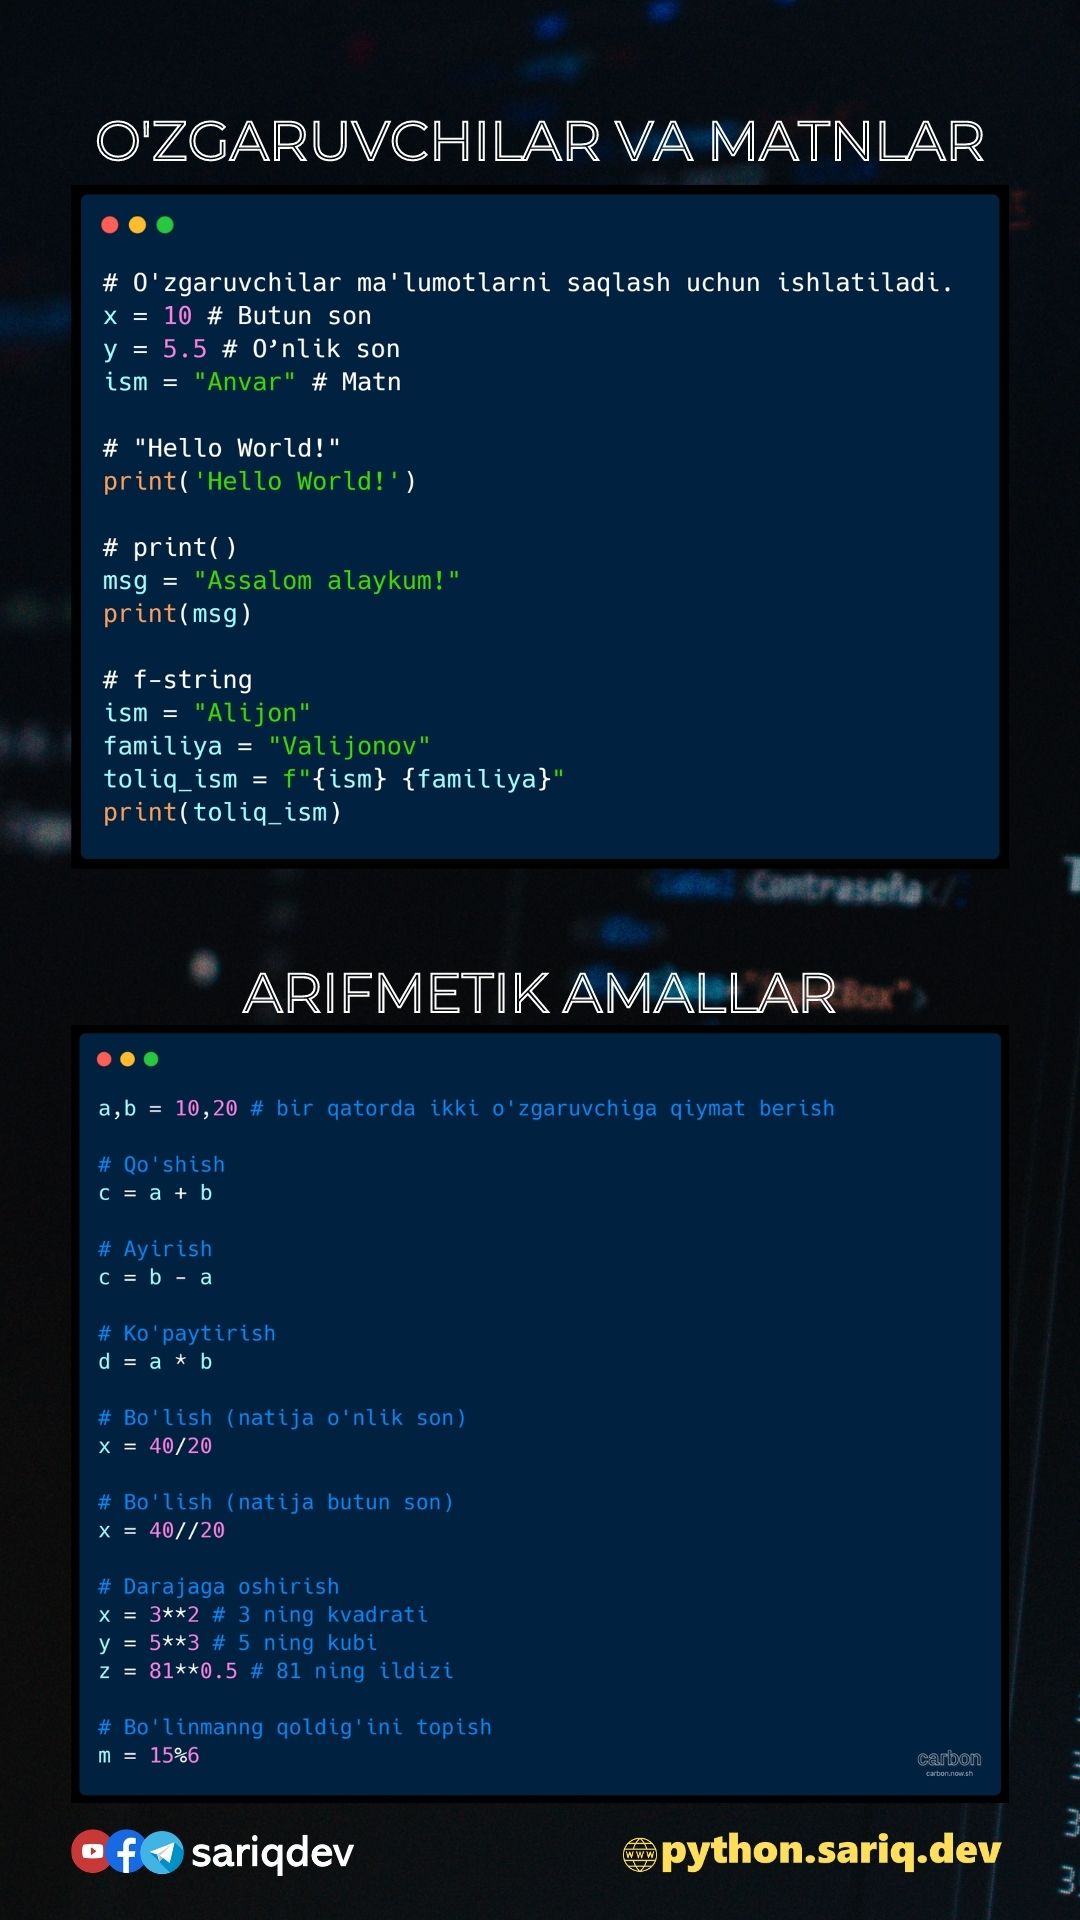 O'ZGARUVCHILAR VA MATNLAR
# O'zgaruvchilar ma'lumotlarni saqlash uchun ishlatiladi.
x = 10 # Butun son
y = 5.5 # O’nlik son
ism = "Anvar" # Matn
# "Hello World!"
print('Hello World!')
# print()
msg = "Assalom alaykum!"
print(msg)
# f-string
ism = "Alijon"
familiya = "Valijonov"
toliq_ism = f"{ism} {familiya}"
print(toliq_ism)
Contraseña</
Box">
ARIFMETIK AMALLAR
a,b = 10,20 # bir qatorda ikki o'zgaruvchiga qiymat berish
# Qo'shish
c = a + b
# Ayirish
c = b - a
# Ko'paytirish
d = a * b
# Bo'lish (natija o'nlik son)
x = 40/20
# Bo'lish (natija butun son)
x = 40//20
# Darajaga oshirish
x = 3**2 # 3 ning kvadrati
y = 5**3 # 5 ning kubi
z = 81**0.5 # 81 ning ildizi
# Bo'linmanng qoldig'ini topish
m = 15%6
carbon
carbon.now.sh
sariqdev
www python.sariq.dev